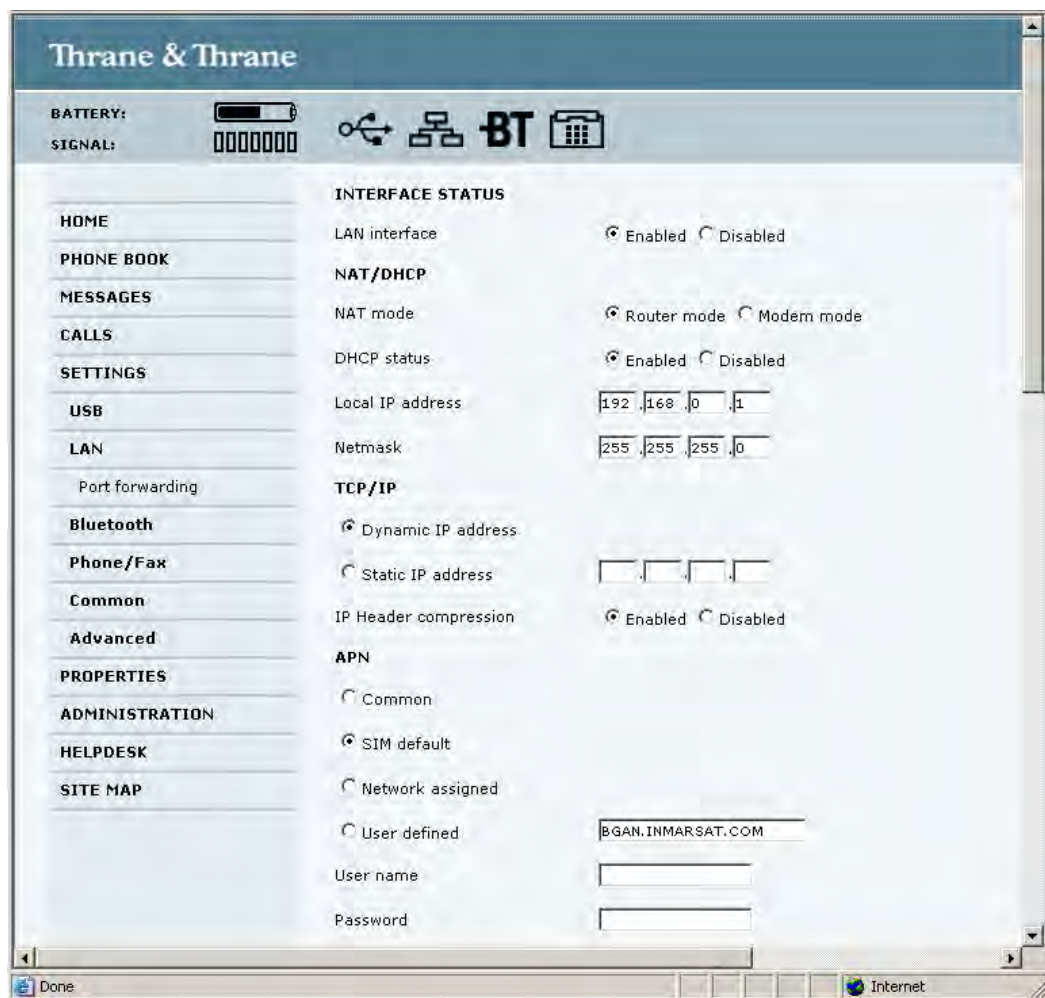 Thrane & Thrane
BATTERY:
SIGNAL:
BT
HOME
PHONE BOOK
MESSAGES
CALLS
SETTINGS
USB
LAN
Port forwarding
Bluetooth
Phone/Fax
Common
Advanced
PROPERTIES
ADMINISTRATION
HELPDESK
SITE MAP
INTERFACE STATUS
LAN interface Enabled Disabled
NAT/DHCP
NAT mode Router mode Modem mode
DHCP status Enabled Disabled
Local IP address 192 .168 .0 .1
Netmask 255 .255 .255 .0
TCP/IP
Dynamic IP address
Static IP address . . .
IP Header compression Enabled Disabled
APN
Common
SIM default
Network assigned
User defined BGAN.INMARSAT.COM
User name
Password
Done Internet